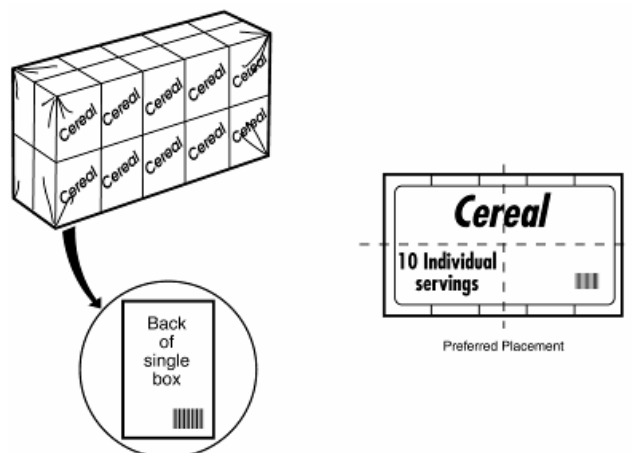 Cereal Cereal Cereal Cereal Cereal
Cereal Cereal Cereal Cereal Cereal
Back
of
single
box
Cereal
10 Individual
servings
Preferred Placement